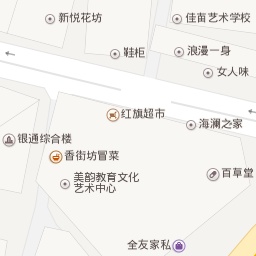 新悦花坊
佳苗艺术学校
鞋柜
浪漫一身
女人味
红旗超市
海澜之家
银通综合楼
香街坊冒菜
百草堂
美韵教育文化
艺术中心
全友家私